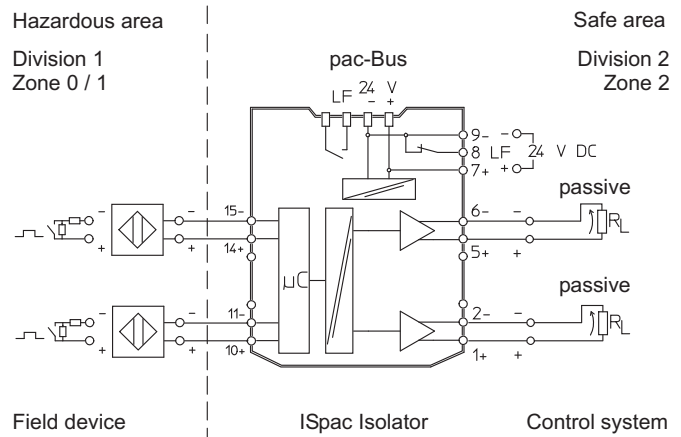 Hazardous area
Safe area
Division 1
Zone 0 / 1
pac-Bus
Division 2
Zone 2
LF 24 V
- +
9- -
8 LF 24 V DC
7+ +
passive
- - 15- 6- - RL
+ + 14+ 5+ +
µC
passive
- - 11- 2- - RL
+ + 10+ 1+ +
Field device
ISpac Isolator
Control system